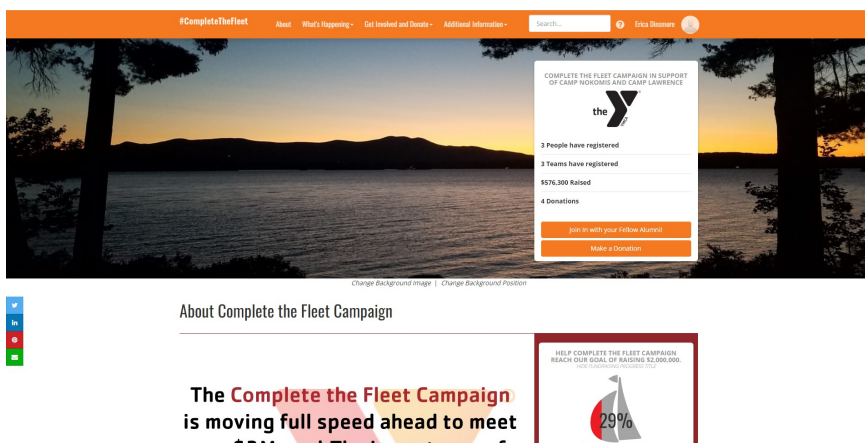 #CompleteTheFleet About What's Happening Get Involved and Donate Additional Information Search... ? Erica Dinsmore
COMPLETE THE FLEET CAMPAIGN IN SUPPORT
OF CAMP NOKOMIS AND CAMP LAWRENCE
the YMCA
3 People have registered
3 Teams have registered
$576,300 Raised
4 Donations
Join in with your Fellow Alumni!
Make a Donation
Change Background Image | Change Background Position
in
About Complete the Fleet Campaign
HELP COMPLETE THE FLEET CAMPAIGN
REACH OUR GOAL OF RAISING $2,000,000.
HIDE FUNDRAISING PROGRESS TITLE
29%
The Complete the Fleet Campaign
is moving full speed ahead to meet